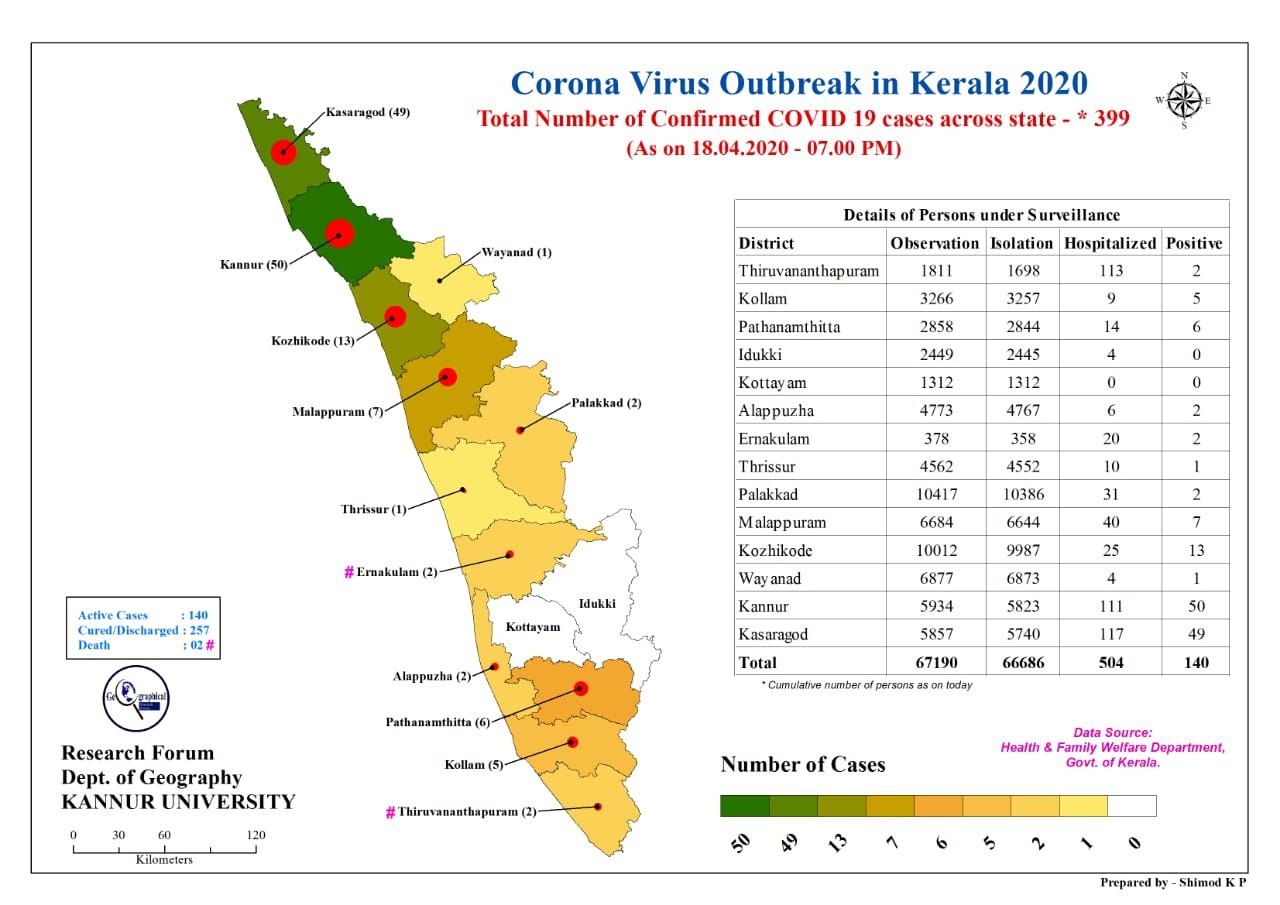 Corona Virus Outbreak in Kerala 2020
Total Number of Confirmed COVID 19 cases across state - * 399
(As on 18.04.2020 - 07.00 PM)
N
W E
S
Kasaragod (49)
Kannur (50)
Wayanad (1)
Kozhikode (13)
Malappuram (7)
Palakkad (2)
Thrissur (1)
# Ernakulam (2)
Idukki
Kottayam
Alappuzha (2)
Pathanamthitta (6)
Kollam (5)
# Thiruvananthapuram (2)
Details of Persons under Surveillance
District Observation Isolation Hospitalized Positive
Thiruvananthapuram 1811 1698 113 2
Kollam 3266 3257 9 5
Pathanamthitta 2858 2844 14 6
Idukki 2449 2445 4 0
Kottayam 1312 1312 0 0
Alappuzha 4773 4767 6 2
Ernakulam 378 358 20 2
Thrissur 4562 4552 10 1
Palakkad 10417 10386 31 2
Malappuram 6684 6644 40 7
Kozhikode 10012 9987 25 13
Wayanad 6877 6873 4 1
Kannur 5934 5823 111 50
Kasaragod 5857 5740 117 49
Total 67190 66686 504 140
* Cumulative number of persons as on today
Active Cases : 140
Cured/Discharged : 257
Death : 02 #
Geographical
Research Forum
Dept. of Geography
KANNUR UNIVERSITY
0 30 60 120
Kilometers
Data Source:
Health & Family Welfare Department,
Govt. of Kerala.
Number of Cases
50 49 13 7 6 5 2 1 0
Prepared by - Shimod K P